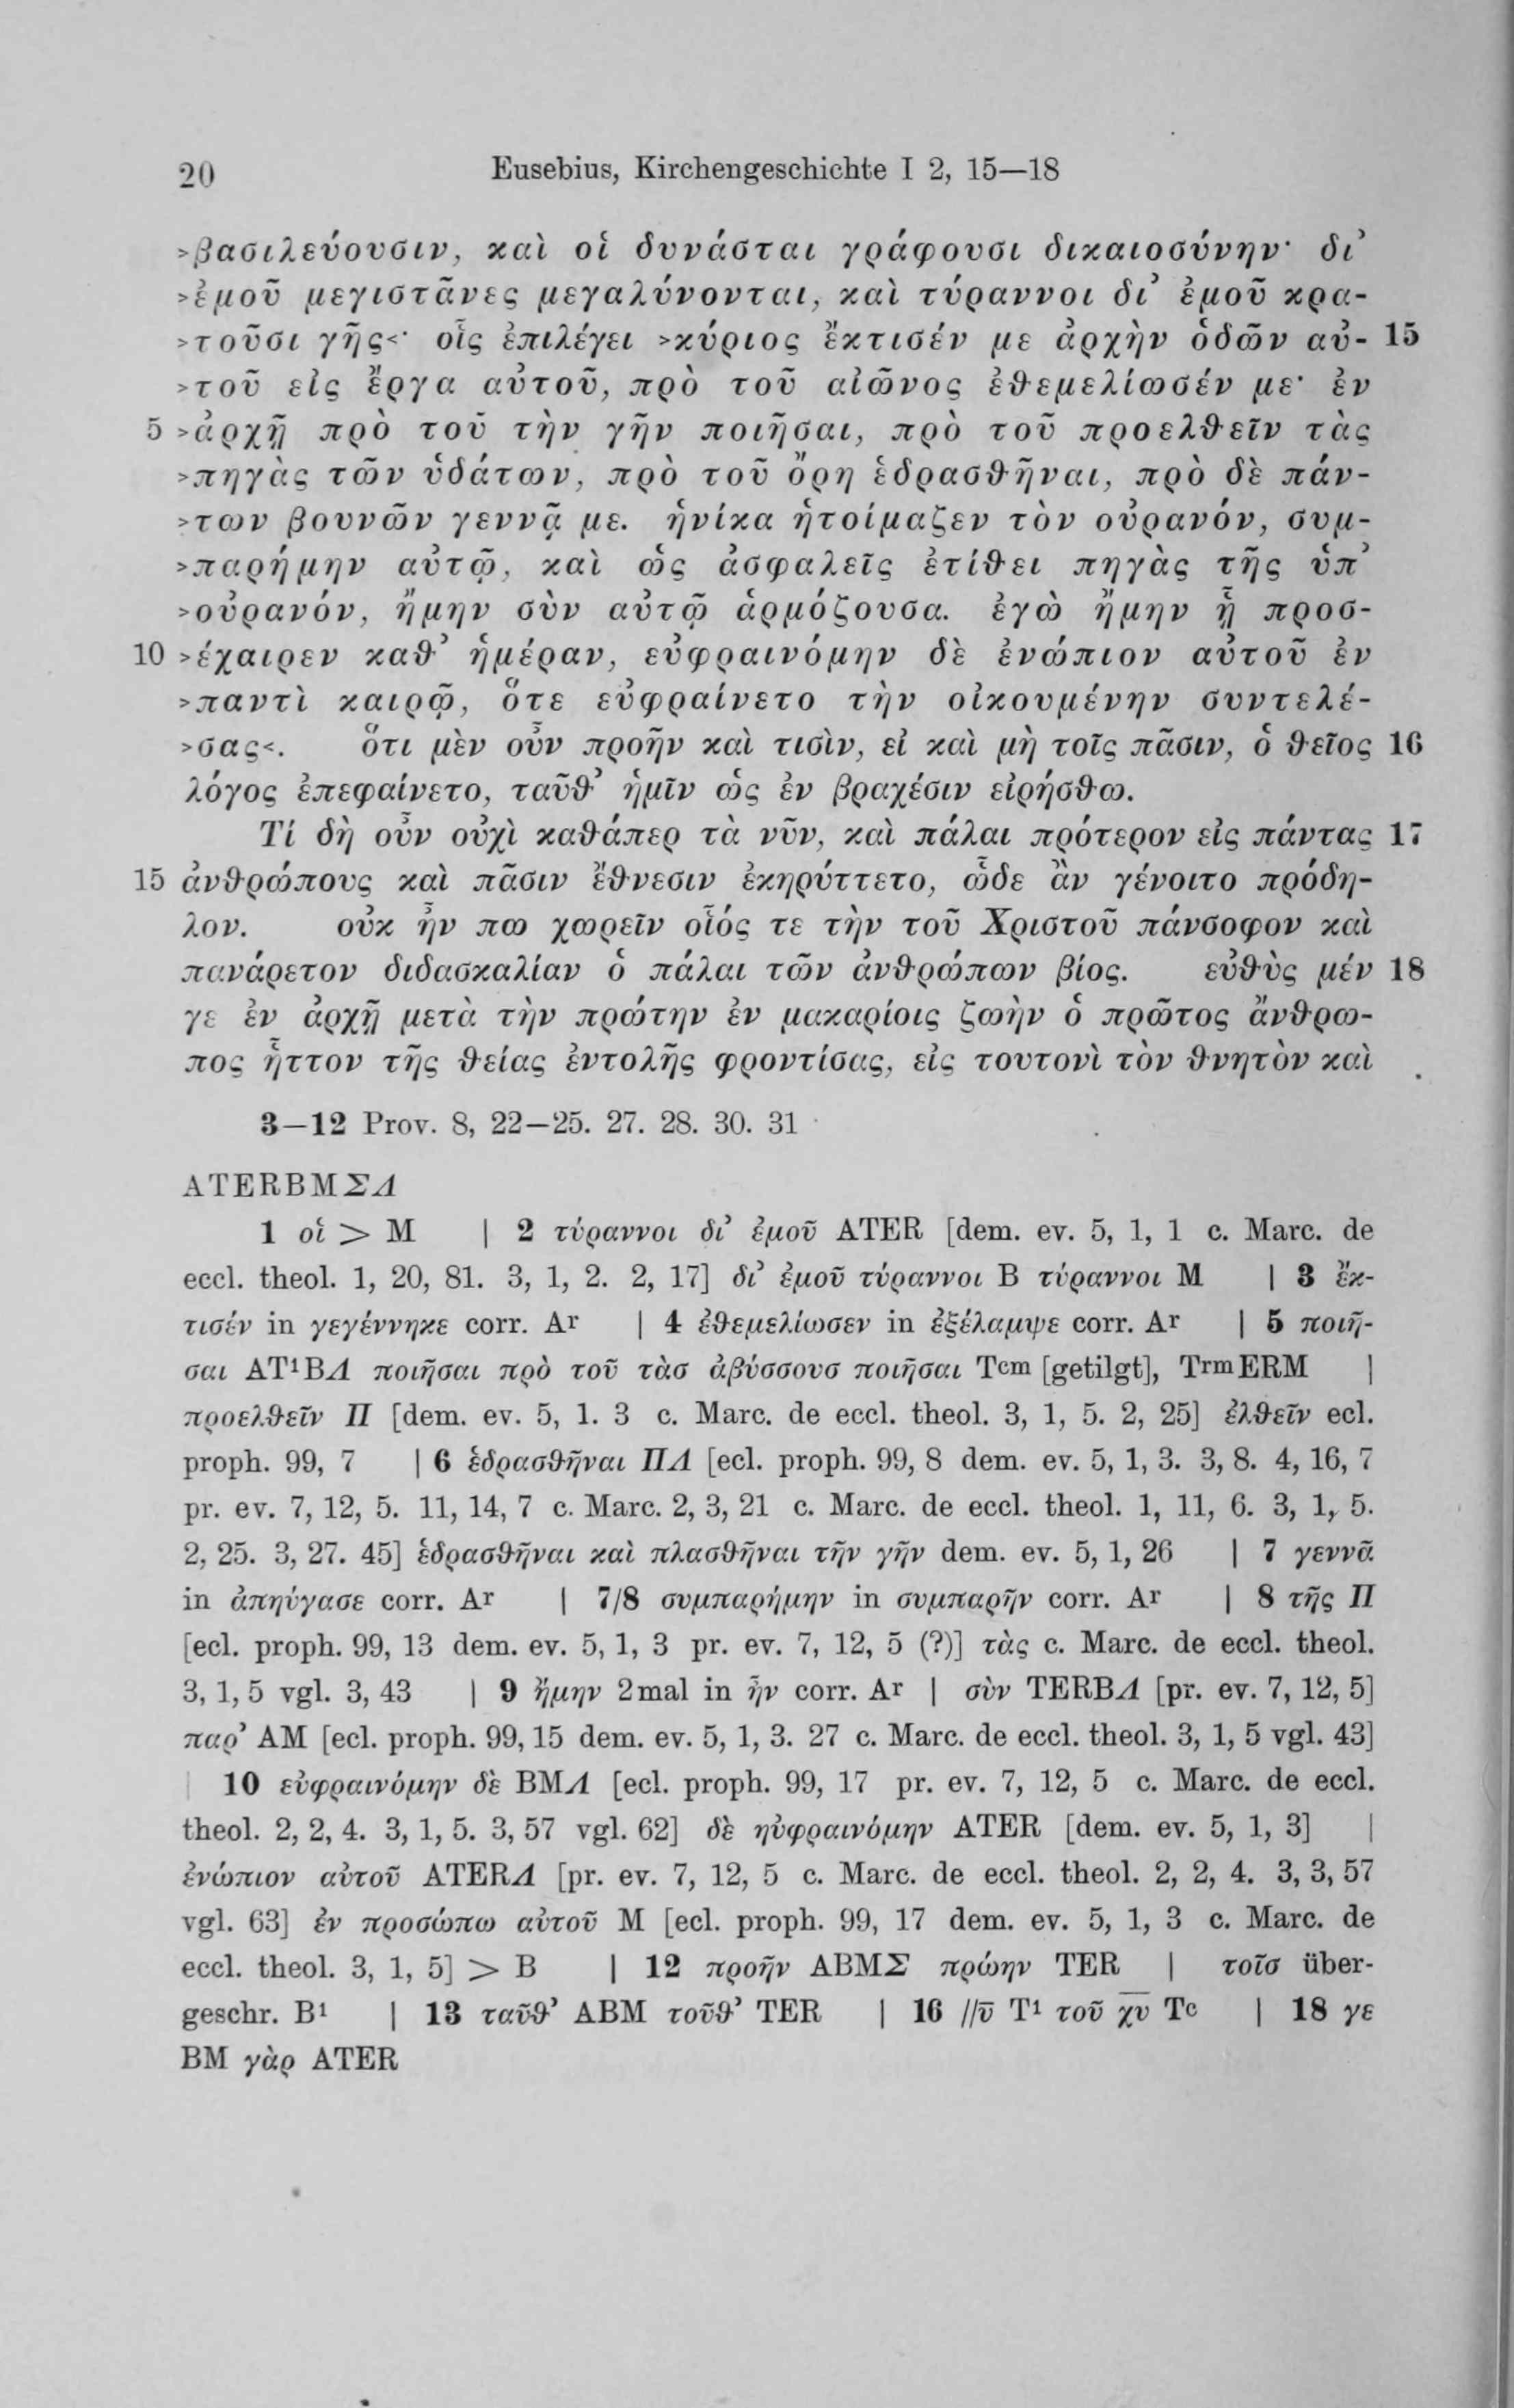 20 Eusebius, Kirchengeschichte I 2, 15—18
>βασιλεύουσιν, καὶ οἱ δυνάσται γράφουσι δικαιοσύνην· δι’
>ἐμοῦ μεγιστᾶνες μεγαλύνονται, καὶ τύραννοι δι’ ἐμοῦ κρα-
>τοῦσι γῆς<· οἷς ἐπιλέγει >κύριος ἔκτισέν με ἀρχὴν ὁδῶν αὐ- 15
>τοῦ εἰς ἔργα αὐτοῦ, πρὸ τοῦ αἰῶνος ἐθεμελίωσέν με· ἐν
5 >ἀρχῇ πρὸ τοῦ τὴν γῆν ποιῆσαι, πρὸ τοῦ προελθεῖν τὰς
>πηγὰς τῶν ὑδάτων, πρὸ τοῦ ὄρη ἑδρασθῆναι, πρὸ δὲ πάν-
>των βουνῶν γεννᾷ με. ἡνίκα ἡτοίμαζεν τὸν οὐρανόν, συμ-
>παρήμην αὐτῷ, καὶ ὡς ἀσφαλεῖς ἐτίθει πηγὰς τῆς ὑπ’
>οὐρανόν, ἤμην σὺν αὐτῷ ἁρμόζουσα. ἐγὼ ἤμην ᾗ προσ-
10 >έχαιρεν καθ’ ἡμέραν, εὐφραινόμην δὲ ἐνώπιον αὐτοῦ ἐν
>παντὶ καιρῷ, ὅτε εὐφραίνετο τὴν οἰκουμένην συντελέ-
>σας<. ὅτι μὲν οὖν προῆν καὶ τισὶν, εἰ καὶ μὴ τοῖς πᾶσιν, ὁ θεῖος 16
λόγος ἐπεφαίνετο, ταῦθ’ ἡμῖν ὡς ἐν βραχέσιν εἰρήσθω.
Τί δὴ οὖν οὐχὶ καθάπερ τὰ νῦν, καὶ πάλαι πρότερον εἰς πάντας 17
15 ἀνθρώπους καὶ πᾶσιν ἔθνεσιν ἐκηρύττετο, ὧδε ἂν γένοιτο πρόδη-
λον. οὐκ ἦν πω χωρεῖν οἷός τε τὴν τοῦ Χριστοῦ πάνσοφον καὶ
πανάρετον διδασκαλίαν ὁ πάλαι τῶν ἀνθρώπων βίος. εὐθὺς μέν 18
γε ἐν ἀρχῇ μετὰ τὴν πρώτην ἐν μακαρίοις ζωὴν ὁ πρῶτος ἄνθρω-
πος ἧττον τῆς θείας ἐντολῆς φροντίσας, εἰς τουτονὶ τὸν θνητὸν καὶ
3—12 Prov. 8, 22—25. 27. 28. 30. 31
ATERBMΣΛ
1 οἱ > M | 2 τύραννοι δι’ ἐμοῦ ATER [dem. ev. 5, 1, 1 c. Marc. de
eccl. theol. 1, 20, 81. 3, 1, 2. 2, 17] δι’ ἐμοῦ τύραννοι B τύραννοι M | 3 ἔκ-
τισέν in γεγέννηκε corr. Aʳ | 4 ἐθεμελίωσεν in ἐξέλαμψε corr. Aʳ | 5 ποιῆ-
σαι AT¹BΛ ποιῆσαι πρὸ τοῦ τὰσ ἀβύσσουσ ποιῆσαι Tᶜᵐ [getilgt], TʳᵐERM |
προελθεῖν Π [dem. ev. 5, 1. 3 c. Marc. de eccl. theol. 3, 1, 5. 2, 25] ἐλθεῖν ecl.
proph. 99, 7 | 6 ἑδρασθῆναι ΠΛ [ecl. proph. 99, 8 dem. ev. 5, 1, 3. 3, 8. 4, 16, 7
pr. ev. 7, 12, 5. 11, 14, 7 c. Marc. 2, 3, 21 c. Marc. de eccl. theol. 1, 11, 6. 3, 1, 5.
2, 25. 3, 27. 45] ἑδρασθῆναι καὶ πλασθῆναι τῆν γῆν dem. ev. 5, 1, 26 | 7 γεννᾶ
in ἀπηύγασε corr. Aʳ | 7/8 συμπαρήμην in συμπαρῆν corr. Aʳ | 8 τῆς Π
[ecl. proph. 99, 13 dem. ev. 5, 1, 3 pr. ev. 7, 12, 5 (?)] τὰς c. Marc. de eccl. theol.
3, 1, 5 vgl. 3, 43 | 9 ἤμην 2mal in ἦν corr. Aʳ | σὺν TERBΛ [pr. ev. 7, 12, 5]
παρ’ AM [ecl. proph. 99, 15 dem. ev. 5, 1, 3. 27 c. Marc. de eccl. theol. 3, 1, 5 vgl. 43]
| 10 εὐφραινόμην δὲ BMΛ [ecl. proph. 99, 17 pr. ev. 7, 12, 5 c. Marc. de eccl.
theol. 2, 2, 4. 3, 1, 5. 3, 57 vgl. 62] δὲ ηὐφραινόμην ATER [dem. ev. 5, 1, 3] |
ἐνώπιον αὐτοῦ ATERΛ [pr. ev. 7, 12, 5 c. Marc. de eccl. theol. 2, 2, 4. 3, 3, 57
vgl. 63] ἐν προσώπω αὐτοῦ M [ecl. proph. 99, 17 dem. ev. 5, 1, 3 c. Marc. de
eccl. theol. 3, 1, 5] > B | 12 προῆν ABMΣ πρώην TER | τοῖσ über-
geschr. B¹ | 13 ταῦθ’ ABM τοῦθ’ TER | 16 //ῡ T¹ τοῦ χ̅υ̅ Tᶜ | 18 γε
BM γὰρ ATER